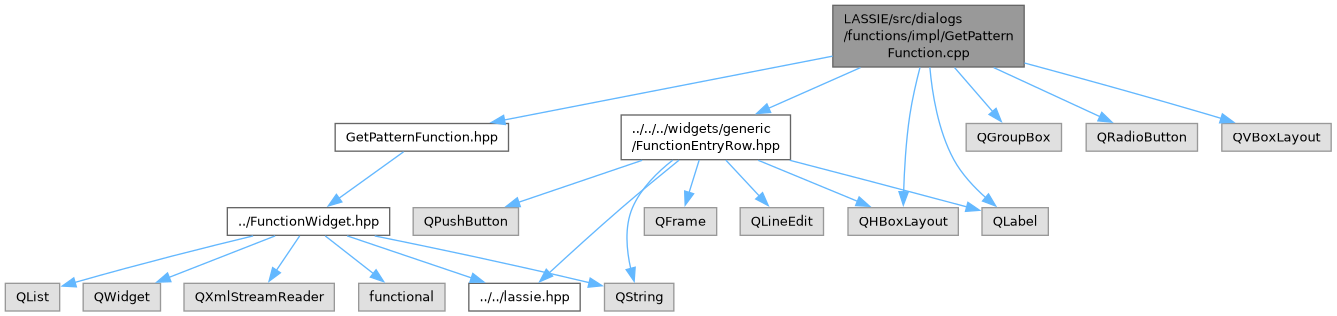 LASSIE/src/dialogs
/functions/impl/GetPattern
Function.cpp
GetPatternFunction.hpp
../../../widgets/generic
/FunctionEntryRow.hpp
QGroupBox
QRadioButton
QVBoxLayout
../FunctionWidget.hpp
QPushButton
QFrame
QLineEdit
QHBoxLayout
QLabel
QList
QWidget
QXmlStreamReader
functional
../../lassie.hpp
QString